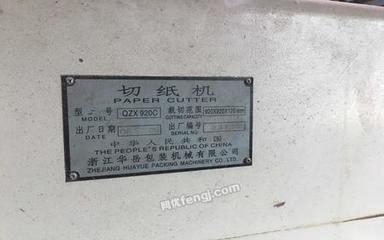 切纸机
PAPER CUTTER
型号 QZX 920C 裁切范围 920X920X120mm
MODEL CUTTING CAPACITY
出厂日期 出厂编号
DATE SERIAL NO
中华人民共和国
THE PEOPLE'S REPUBLIC OF CHINA
浙江华岳包装机械有限公司
ZHEJIANG HUAYUE PACKING MACHINERY CO.,LTD.
网优fengj.com